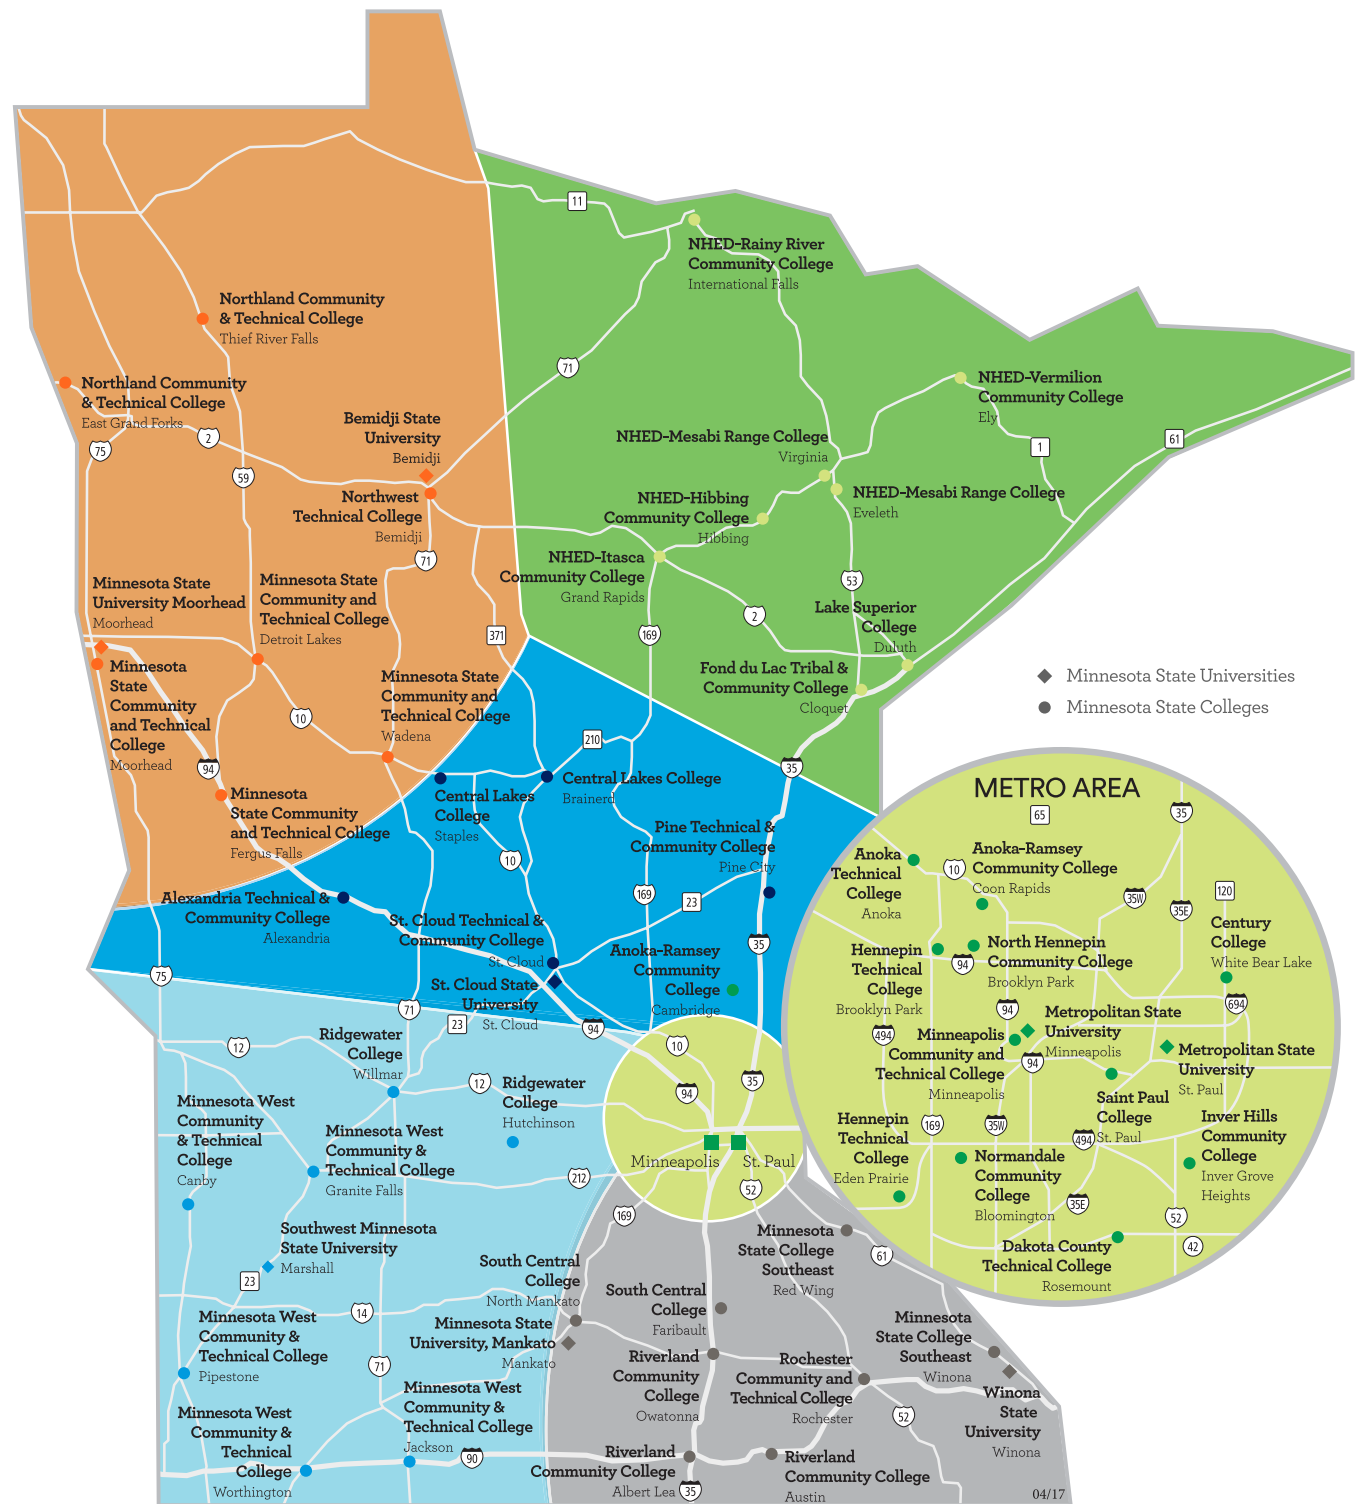 11
NHED-Rainy River
Community College
International Falls
Northland Community
& Technical College
Thief River Falls
71
Northland Community
& Technical College
East Grand Forks
NHED-Vermilion
Community College
Ely
Bemidji State
University
Bemidji
75
2
59
NHED-Mesabi Range College
Virginia
1
61
Northwest
Technical College
Bemidji
NHED-Hibbing
Community College
Hibbing
NHED-Mesabi Range College
Eveleth
71
NHED-Itasca
Community College
Grand Rapids
53
Minnesota State
University Moorhead
Moorhead
Minnesota State
Community and
Technical College
Detroit Lakes
371
169
2
Lake Superior
College
Duluth
Minnesota
State
Community
and Technical
College
Moorhead
Minnesota State
Community and
Technical College
Wadena
Fond du Lac Tribal &
Community College
Cloquet
Minnesota State Universities
Minnesota State Colleges
10
94
210
35
Minnesota
State Community
and Technical College
Fergus Falls
Central Lakes
College
Staples
Central Lakes College
Brainerd
Pine Technical &
Community College
Pine City
10
169
23
Alexandria Technical &
Community College
Alexandria
St. Cloud Technical &
Community College
St. Cloud
35
75
St. Cloud State
University
St. Cloud
Anoka-Ramsey
Community
College
Cambridge
71
23
94
METRO AREA
65
35
Anoka
Technical
College
Anoka
10
Anoka-Ramsey
Community College
Coon Rapids
35W
35E
120
Century
College
White Bear Lake
Hennepin
Technical
College
Brooklyn Park
94
North Hennepin
Community College
Brooklyn Park
694
94
494
Minneapolis
Community and
Technical College
Minneapolis
Metropolitan State
University
Minneapolis
94
Metropolitan State
University
St. Paul
Saint Paul
College
St. Paul
Hennepin
Technical
College
Eden Prairie
169
35W
494
Inver Hills
Community
College
Inver Grove
Heights
Normandale
Community
College
Bloomington
35E
52
42
Dakota County
Technical College
Rosemount
12
Ridgewater
College
Willmar
12
Ridgewater
College
Hutchinson
10
94
35
Minneapolis
St. Paul
52
Minnesota West
Community
& Technical
College
Canby
Minnesota West
Community &
Technical College
Granite Falls
212
169
Southwest Minnesota
State University
Marshall
23
South Central
College
North Mankato
Minnesota
State College
Southeast
Red Wing
61
14
Minnesota West
Community &
Technical College
Pipestone
Minnesota State
University, Mankato
Mankato
South Central
College
Faribault
Minnesota
State College
Southeast
Winona
71
Riverland
Community
College
Owatonna
Rochester
Community and
Technical College
Rochester
52
Winona
State
University
Winona
Minnesota West
Community &
Technical College
Jackson
Minnesota West
Community &
Technical
College
Worthington
90
Riverland
Community College
Albert Lea
35
Riverland
Community College
Austin
04/17